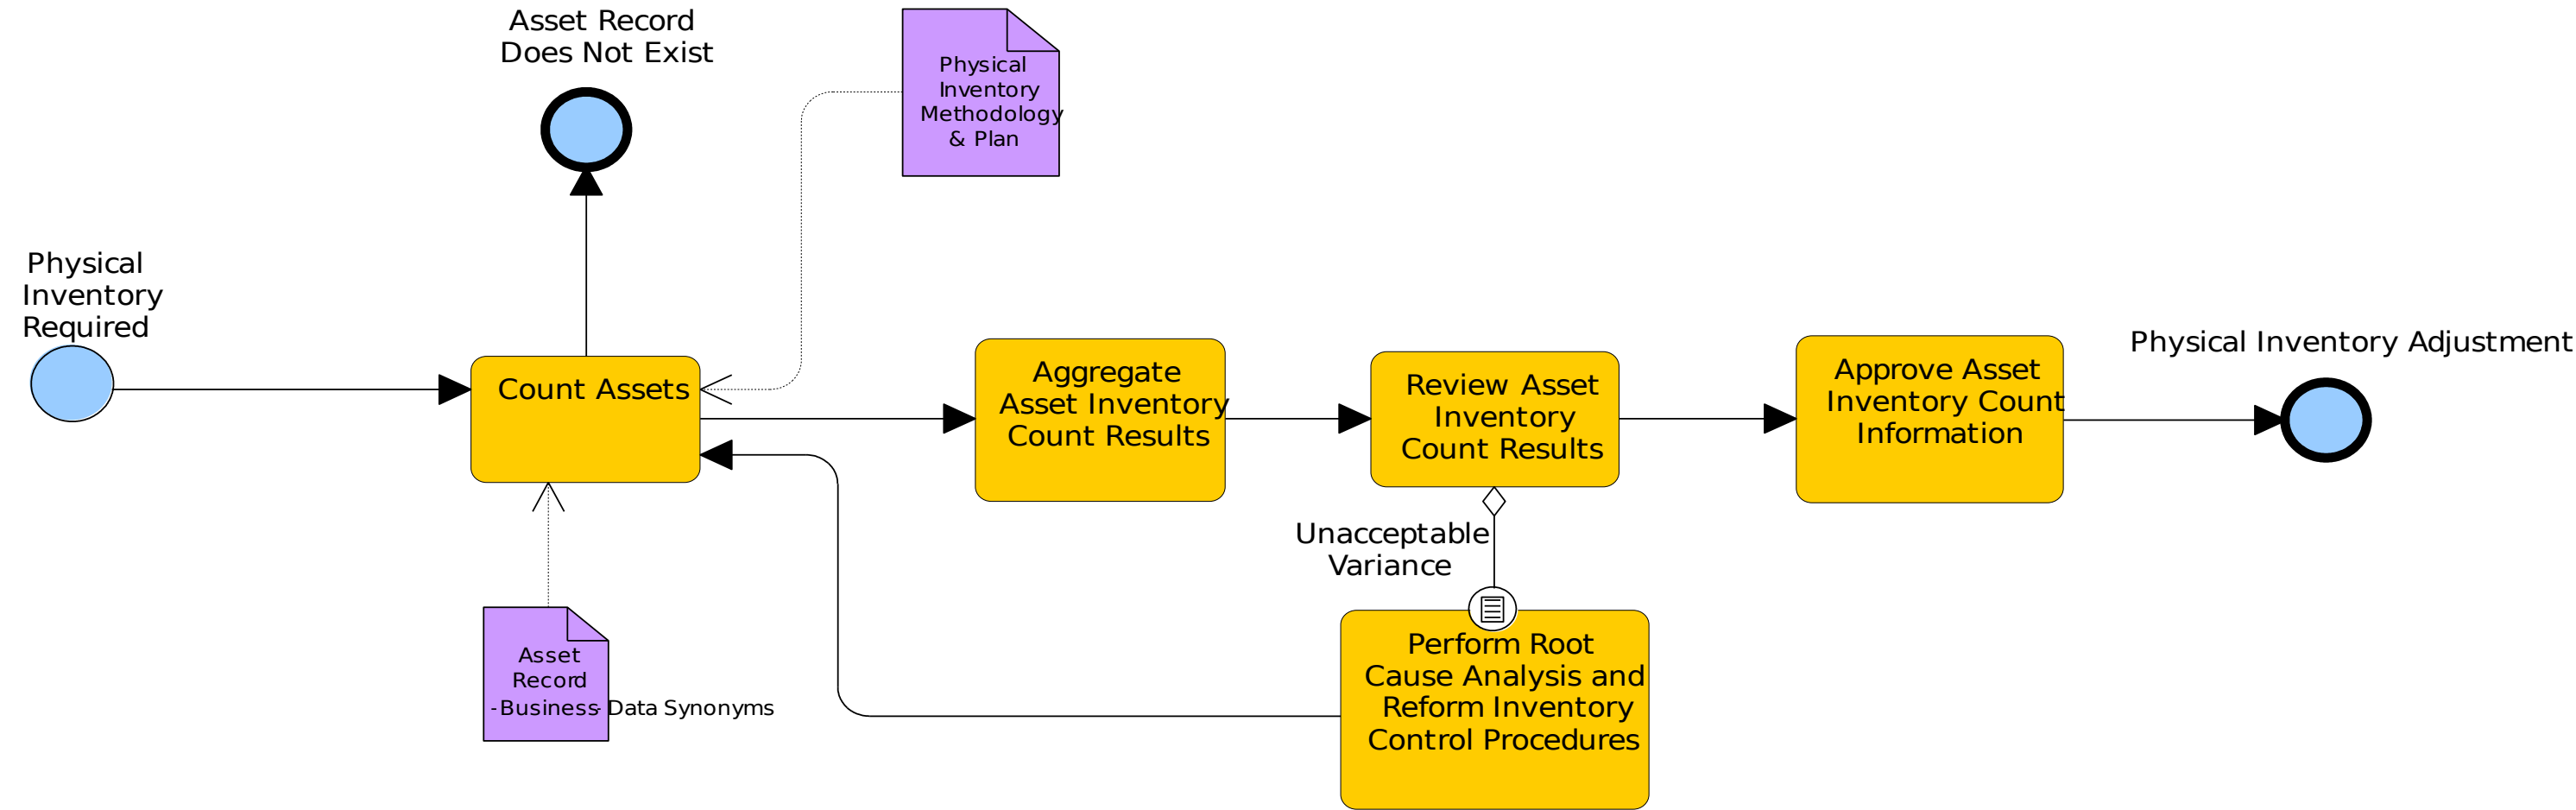 Asset Record
Does Not Exist
Physical
Inventory
Methodology
& Plan
Physical
Inventory
Required
Count Assets
Aggregate
Asset Inventory
Count Results
Review Asset
Inventory
Count Results
Approve Asset
Inventory Count
Information
Physical Inventory Adjustment
Unacceptable
Variance
Asset
Record
-Business- Data Synonyms
Perform Root
Cause Analysis and
Reform Inventory
Control Procedures